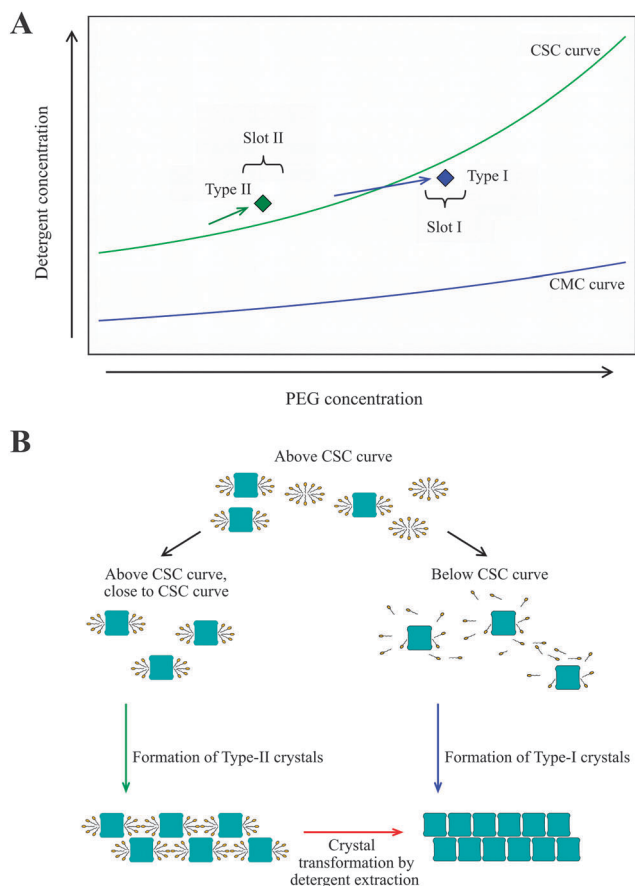 A
CSC curve
Slot II
Type II
Type I
Slot I
CMC curve
Detergent concentration
PEG concentration
B
Above CSC curve
Above CSC curve,
close to CSC curve
Below CSC curve
Formation of Type-II crystals
Formation of Type-I crystals
Crystal
transformation by
detergent extraction